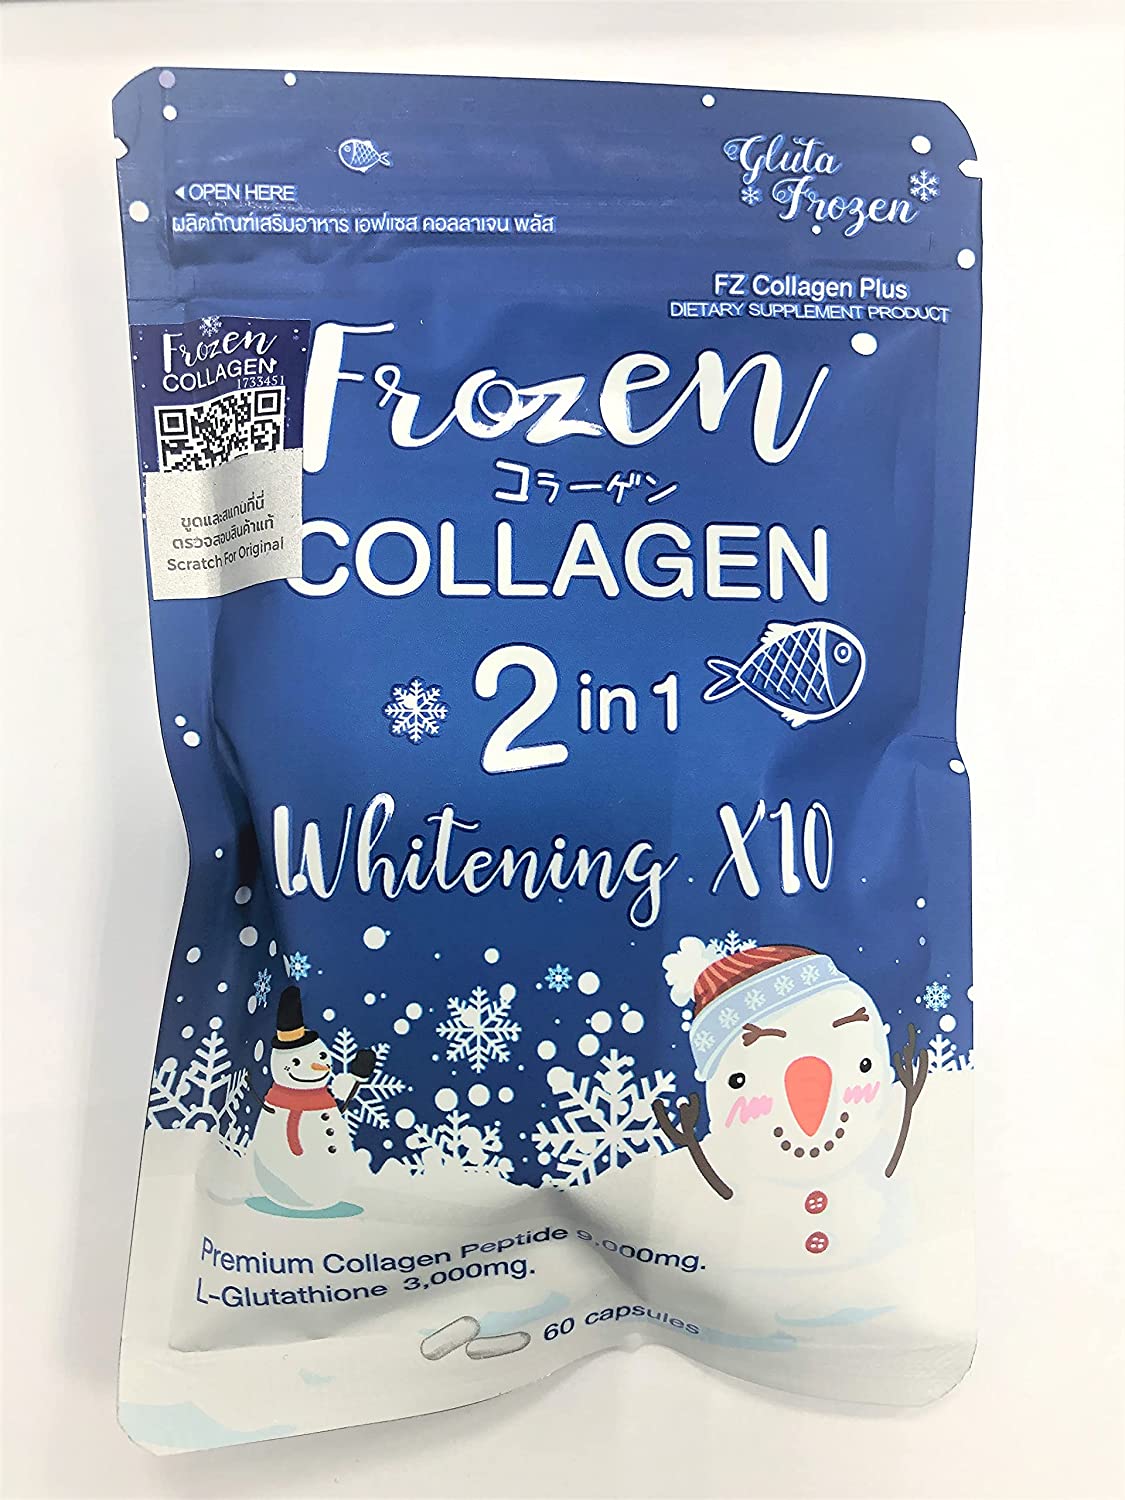 Gluta
Frozen
OPEN HERE
ผลิตภัณฑ์เสริมอาหาร เอฟแซส คอลลาเจน พลัส
FZ Collagen Plus
DIETARY SUPPLEMENT PRODUCT
Frozen
COLLAGEN
1733451
ขูดและสแกนที่นี่
ตรวจสอบสินค้าแท้
Scratch For Original
Frozen
コラーゲン
COLLAGEN
2 in 1
Whitening X10
Premium Collagen Peptide 9,000mg.
L-Glutathione 3,000mg.
60 capsules